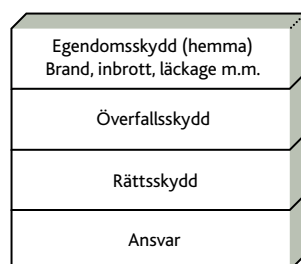 Egendomsskydd (hemma)
Brand, inbrott, läckage m.m.
Överfallsskydd
Rättsskydd
Ansvar